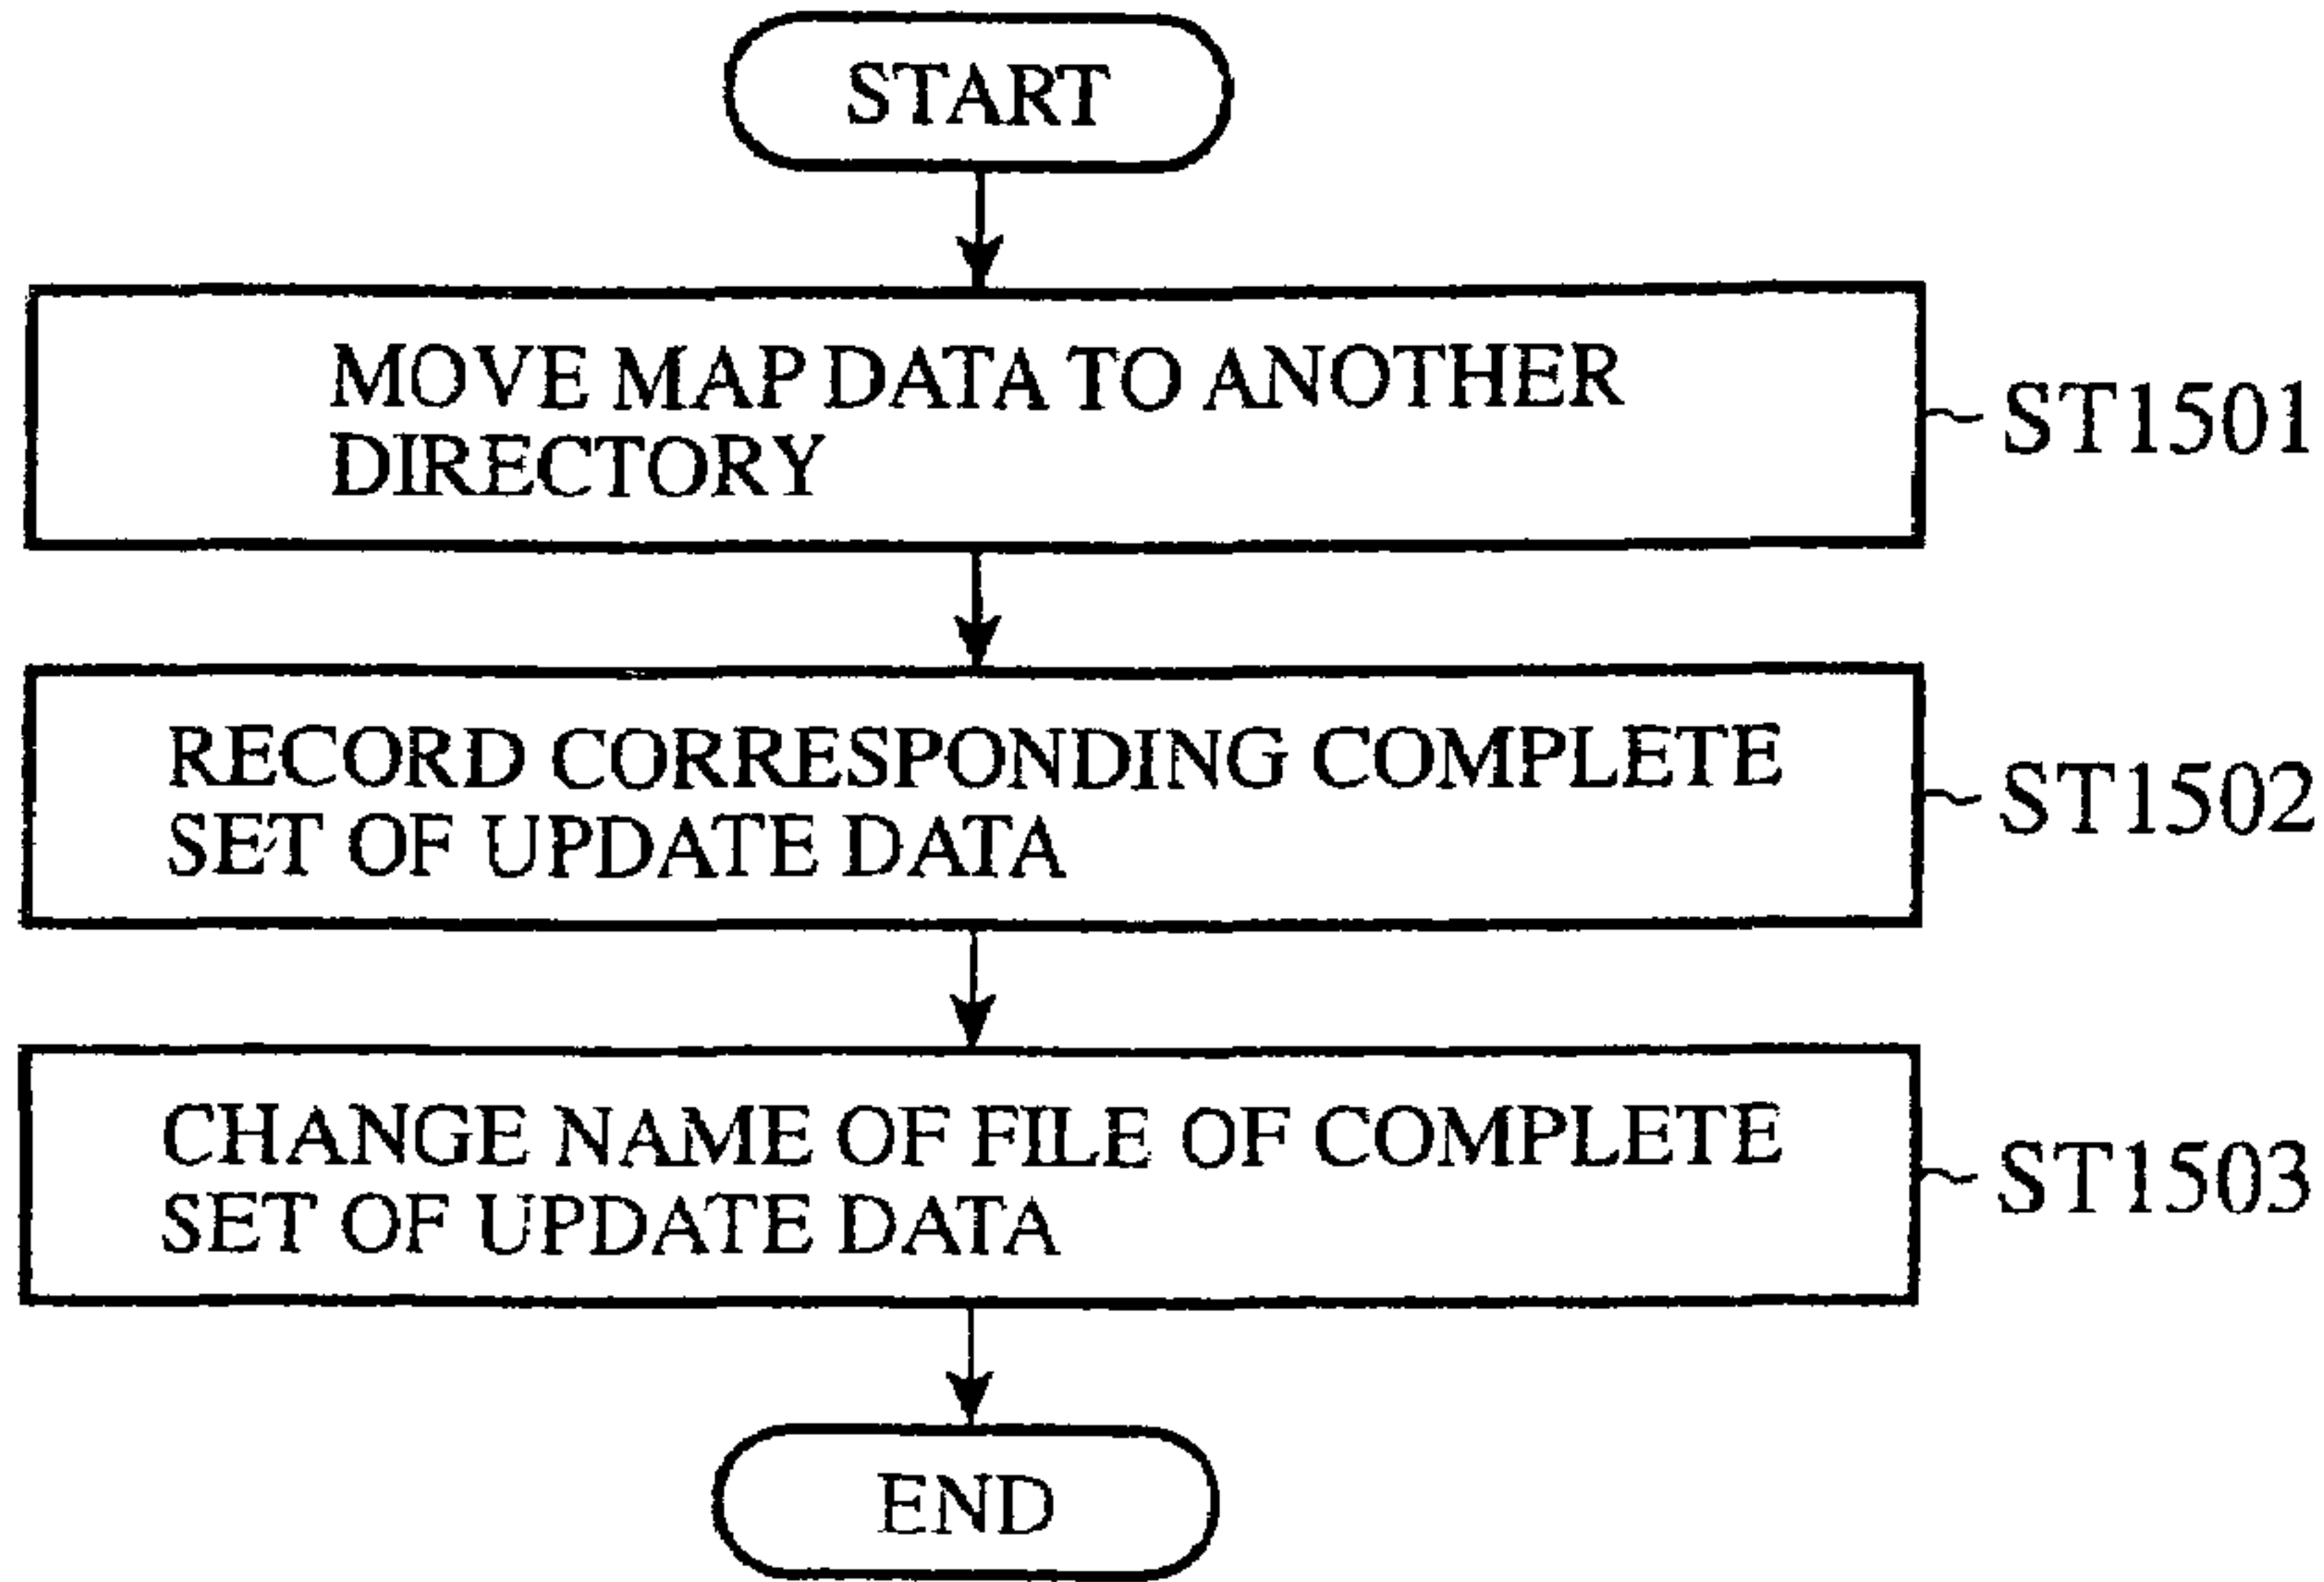 START
MOVE MAP DATA TO ANOTHER
DIRECTORY
ST1501
RECORD CORRESPONDING COMPLETE
SET OF UPDATE DATA
ST1502
CHANGE NAME OF FILE OF COMPLETE
SET OF UPDATE DATA
ST1503
END